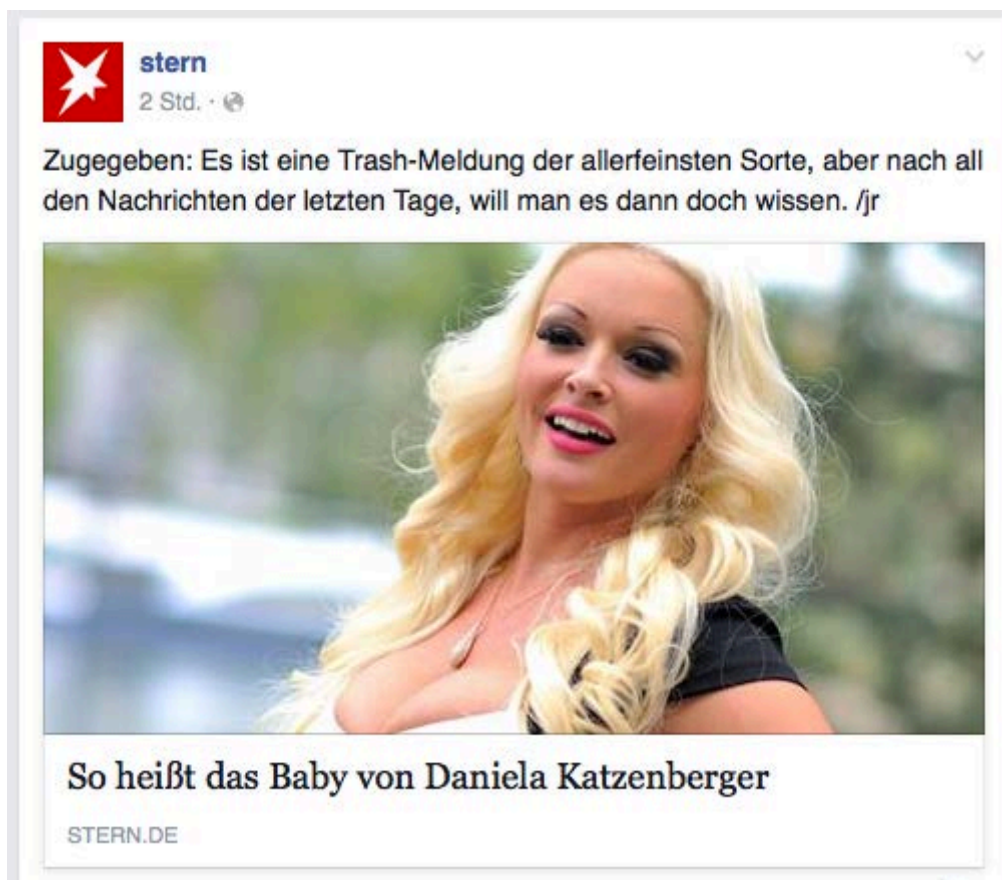 stern
2 Std. ·
Zugegeben: Es ist eine Trash-Meldung der allerfeinsten Sorte, aber nach all
den Nachrichten der letzten Tage, will man es dann doch wissen. /jr
So heißt das Baby von Daniela Katzenberger
STERN.DE